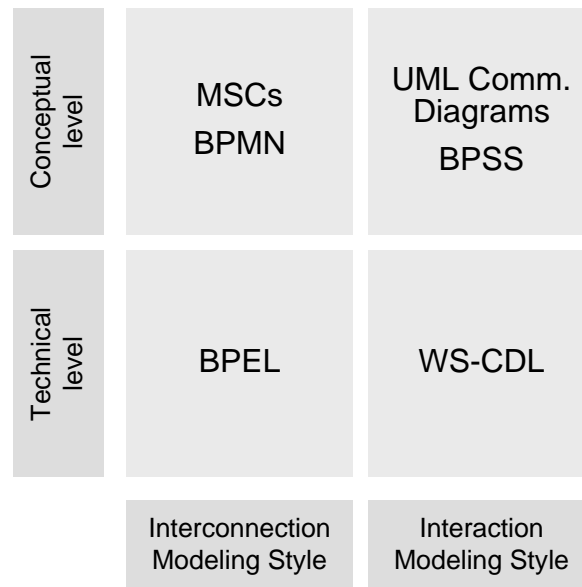 Conceptual
level
MSCs
BPMN
UML Comm.
Diagrams
BPSS
Technical
level
BPEL
WS-CDL
Interconnection
Modeling Style
Interaction
Modeling Style